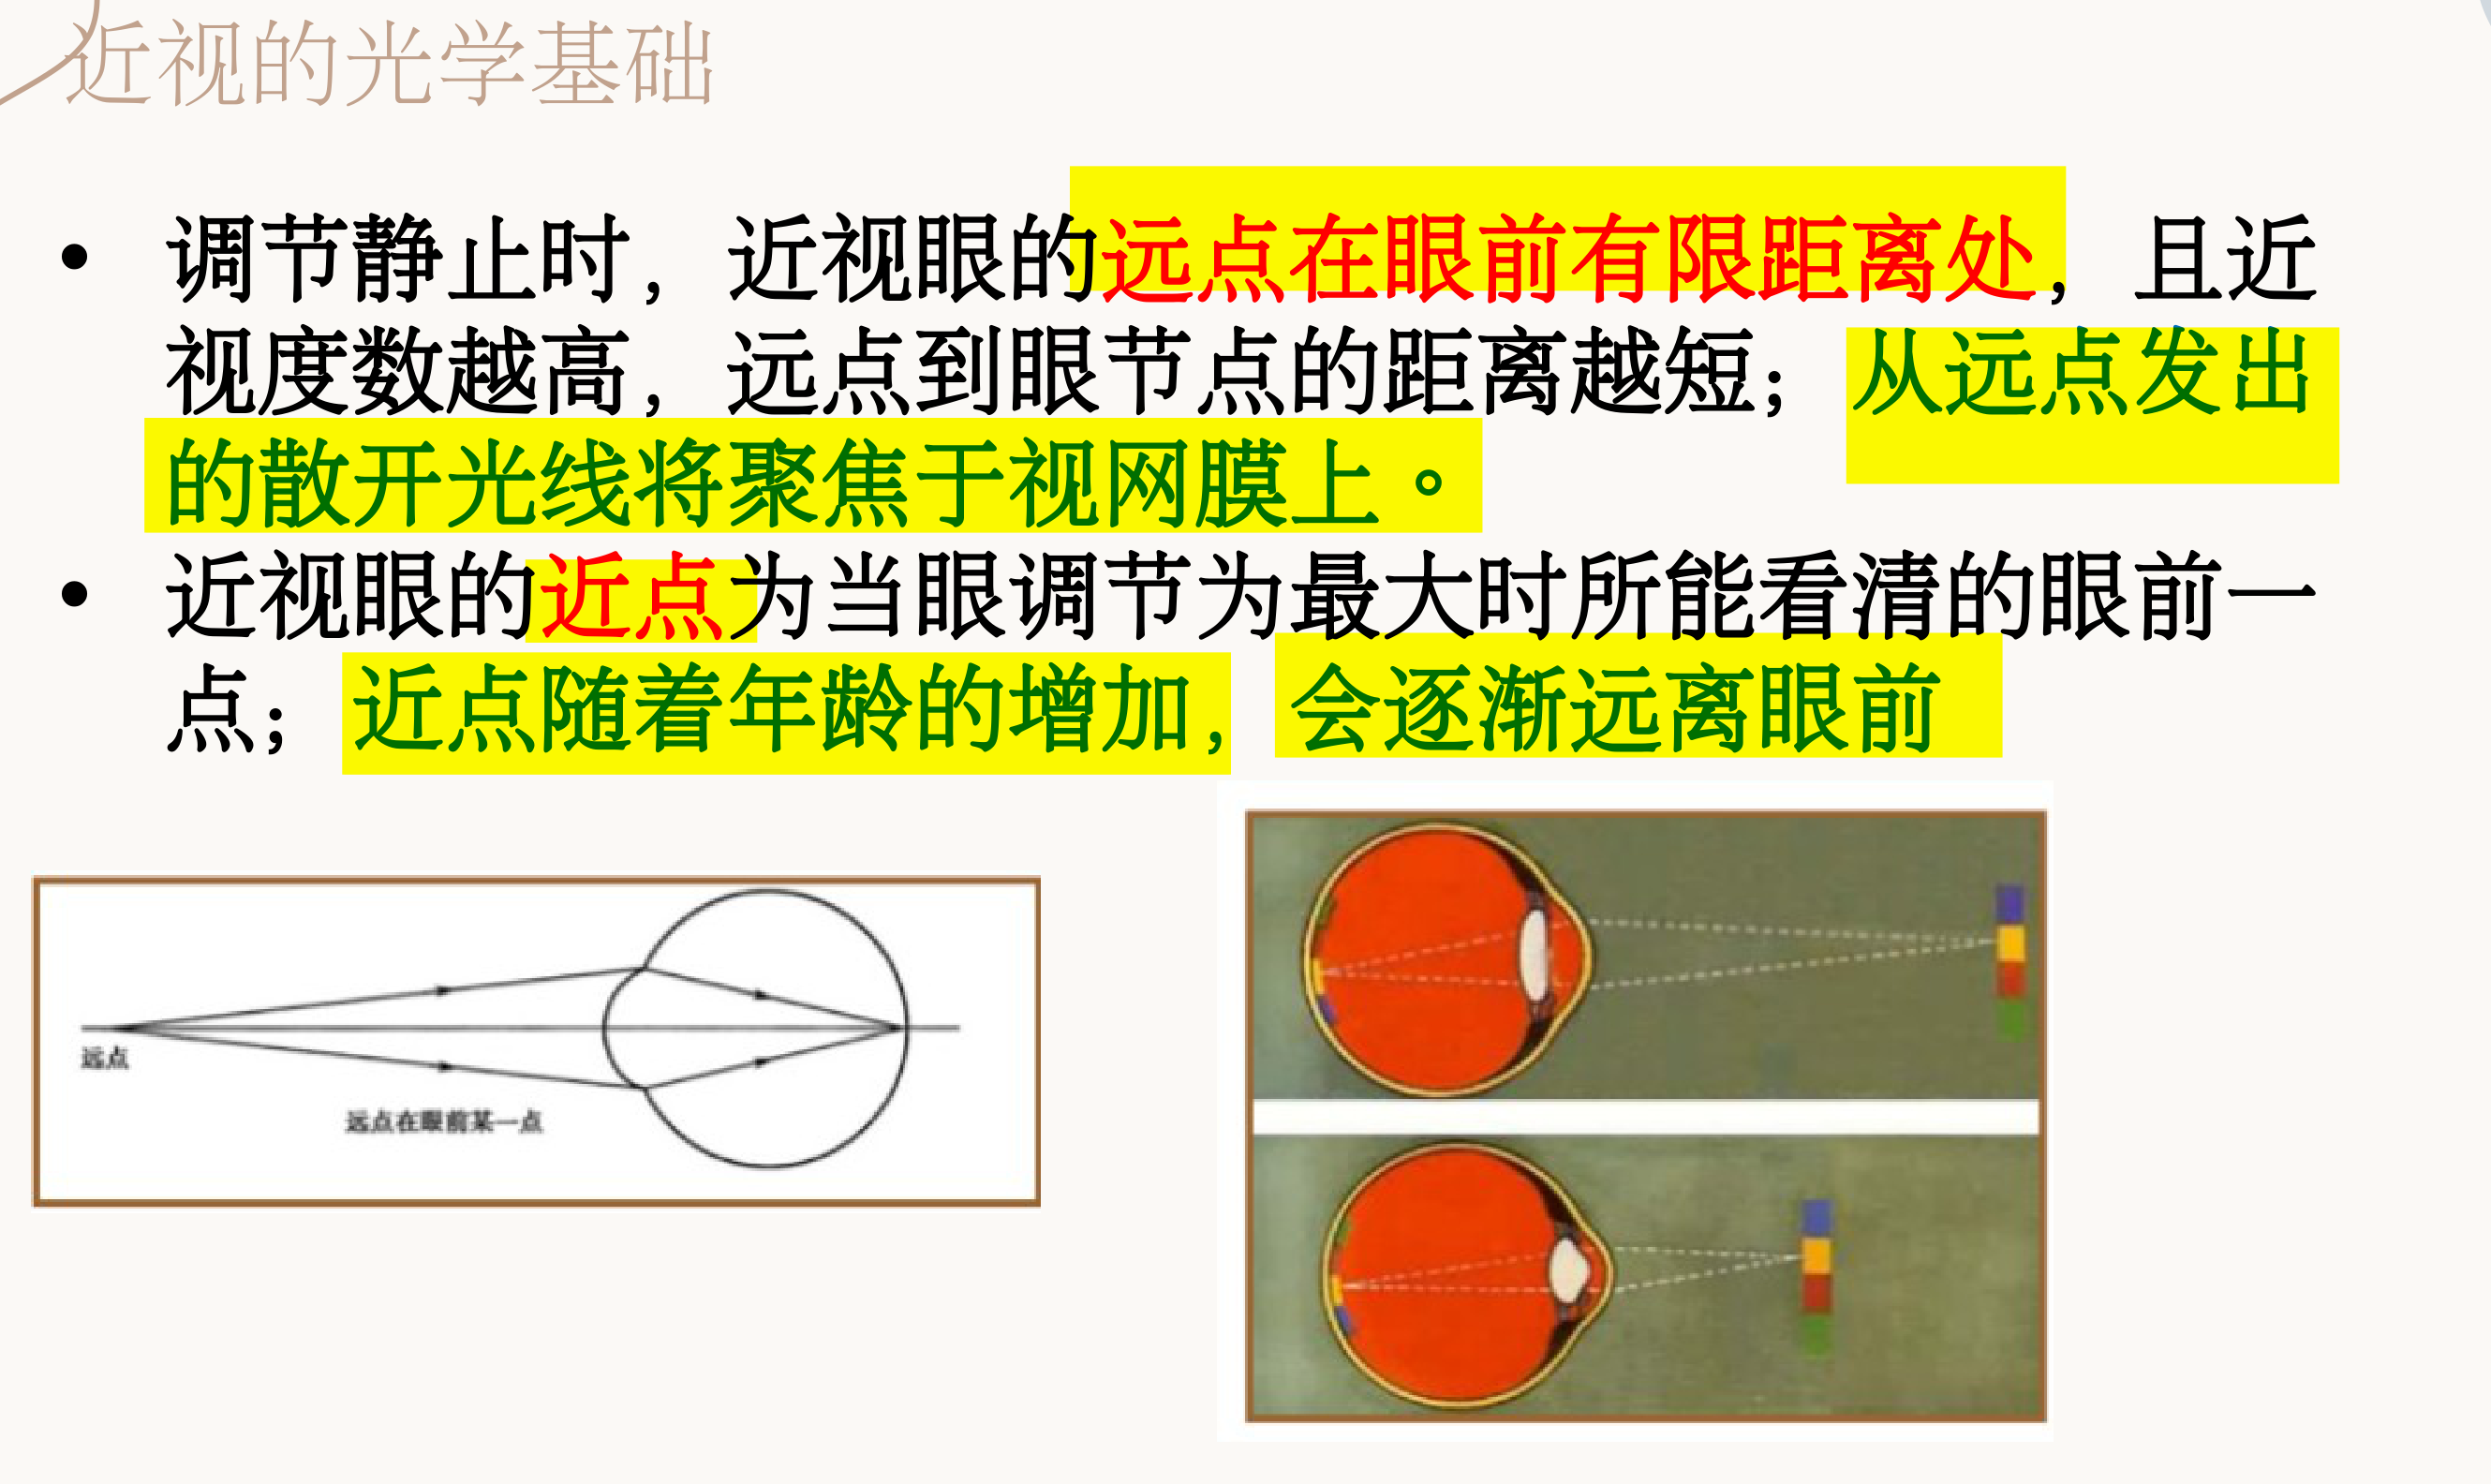 近视的光学基础
• 调节静止时，近视眼的远点在眼前有限距离处，且近
视度数越高，远点到眼节点的距离越短；从远点发出
的散开光线将聚焦于视网膜上。
• 近视眼的近点为当眼调节为最大时所能看清的眼前一
点；近点随着年龄的增加，会逐渐远离眼前
远点
远点在眼前某一点